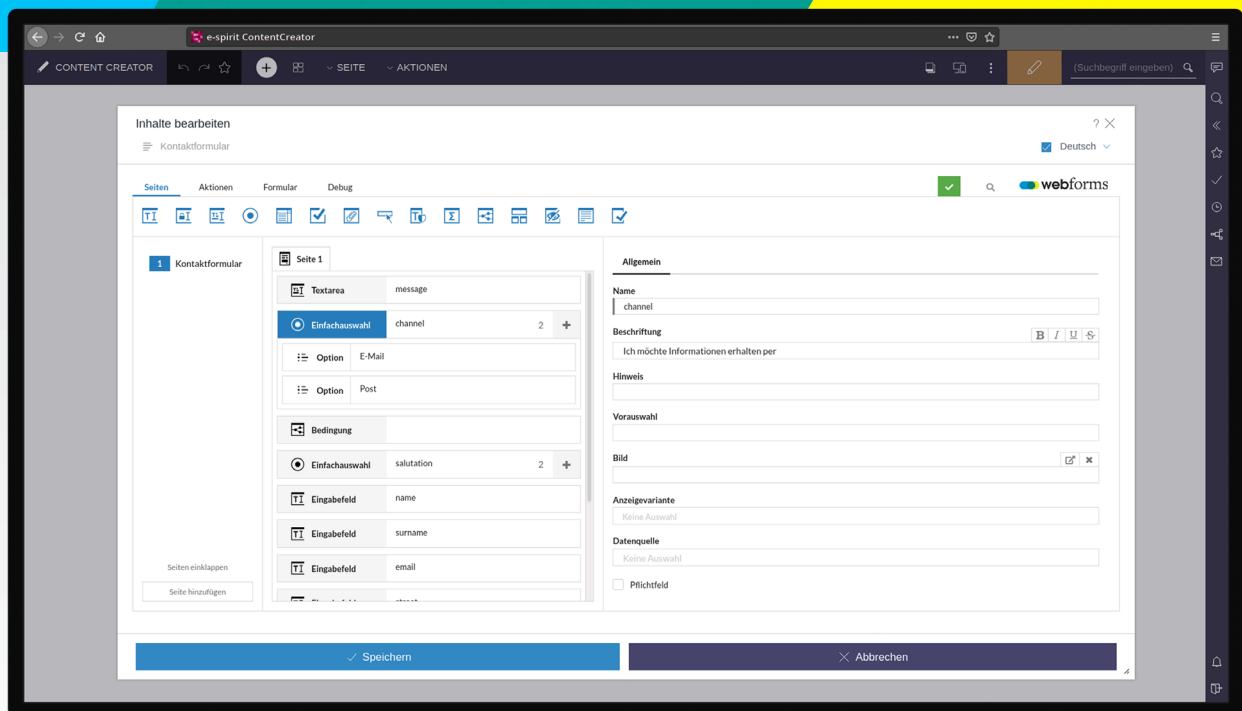 e-spirit ContentCreator
CONTENT CREATOR
SEITE
AKTIONEN
(Suchbegriff eingeben)
Inhalte bearbeiten
?
Kontaktformular
Deutsch
Seiten
Aktionen
Formular
Debug
webforms
1 Kontaktformular
Seite 1
Textarea message
Einfachauswahl channel 2
Option E-Mail
Option Post
Bedingung
Einfachauswahl salutation 2
Eingabefeld name
Eingabefeld surname
Eingabefeld email
Seiten einklappen
Seite hinzufügen
Allgemein
Name
channel
Beschriftung
B I U S
Ich möchte Informationen erhalten per
Hinweis
Vorauswahl
Bild
Anzeigevariante
Keine Auswahl
Datenquelle
Keine Auswahl
Pflichtfeld
Speichern
Abbrechen